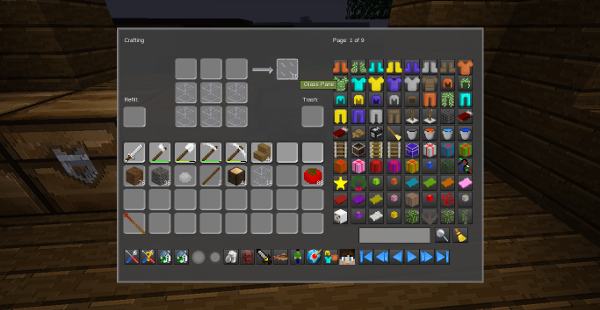 Crafting
Page: 1 of 9
Glass Pane
Refill:
Trash: